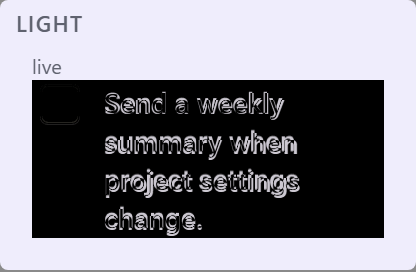 LIGHT
live
Send a weekly
summary when
project settings
change.